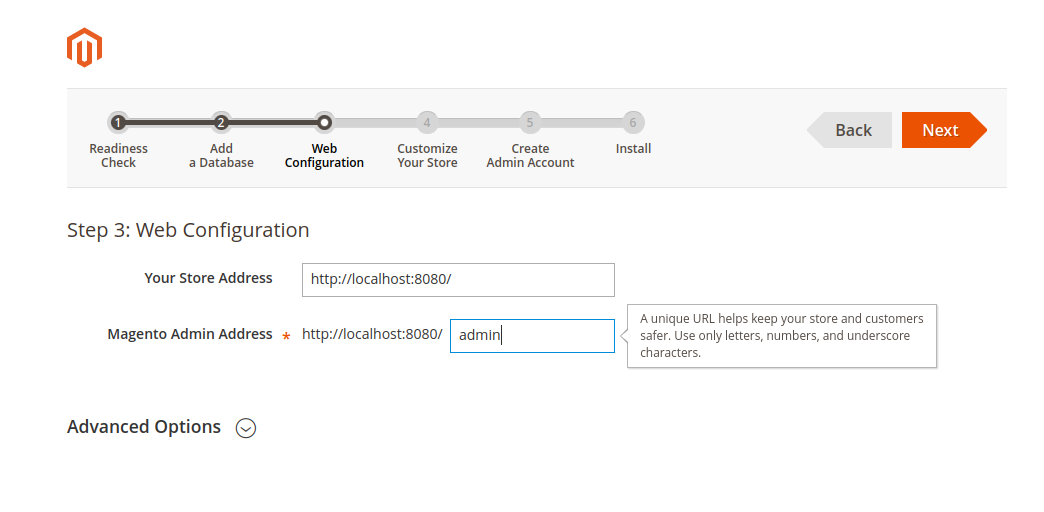 1 2 4 5 6
Readiness Check
Add a Database
Web Configuration
Customize Your Store
Create Admin Account
Install
Back
Next
Step 3: Web Configuration
Your Store Address http://localhost:8080/
Magento Admin Address * http://localhost:8080/ admin
A unique URL helps keep your store and customers
safer. Use only letters, numbers, and underscore
characters.
Advanced Options